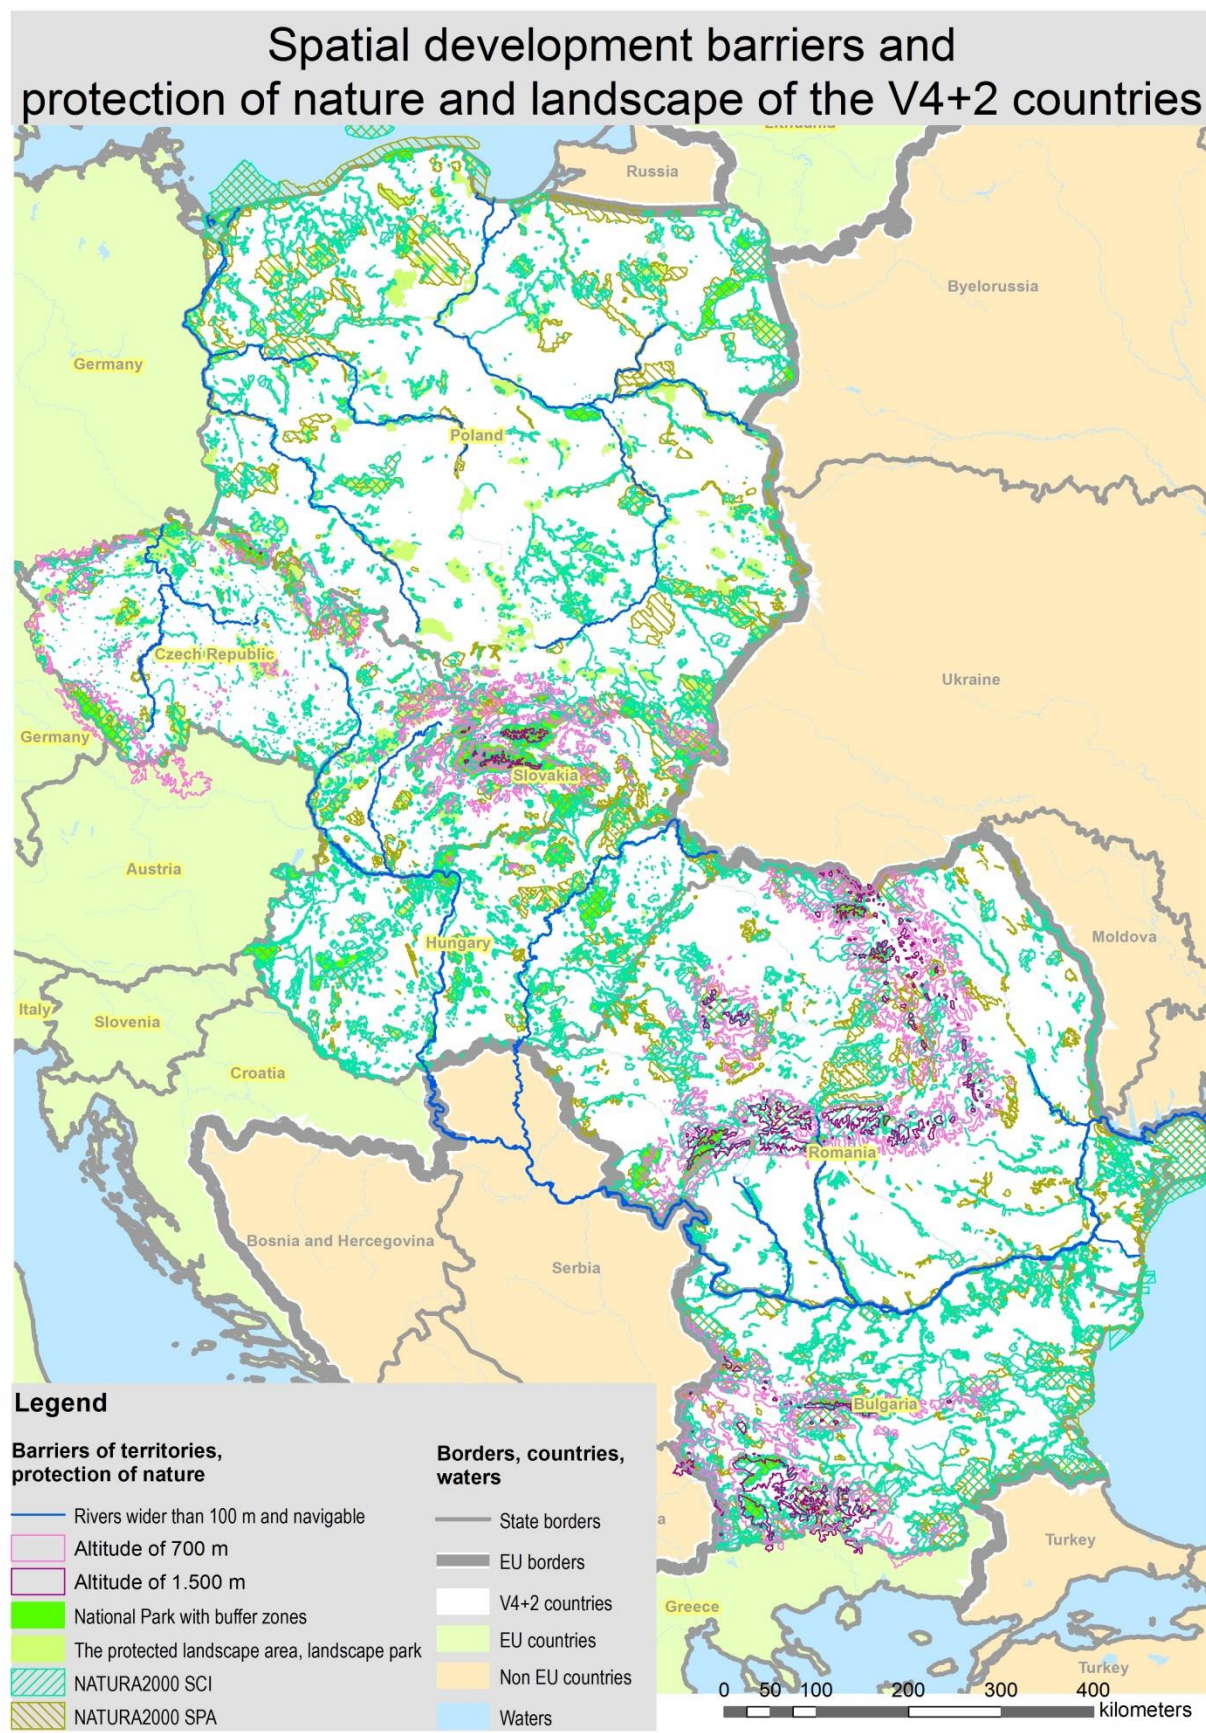 Spatial development barriers and
protection of nature and landscape of the V4+2 countries
Lithuania
Russia
Byelorussia
Germany
Poland
Czech Republic
Ukraine
Germany
Slovakia
Austria
Hungary
Moldova
Italy
Slovenia
Croatia
Romania
Bosnia and Hercegovina
Serbia
Bulgaria
a
Turkey
Greece
Turkey
Legend
Barriers of territories,
protection of nature
Rivers wider than 100 m and navigable
Altitude of 700 m
Altitude of 1.500 m
National Park with buffer zones
The protected landscape area, landscape park
NATURA2000 SCI
NATURA2000 SPA
Borders, countries,
waters
State borders
EU borders
V4+2 countries
EU countries
Non EU countries
Waters
0 50 100 200 300 400
kilometers